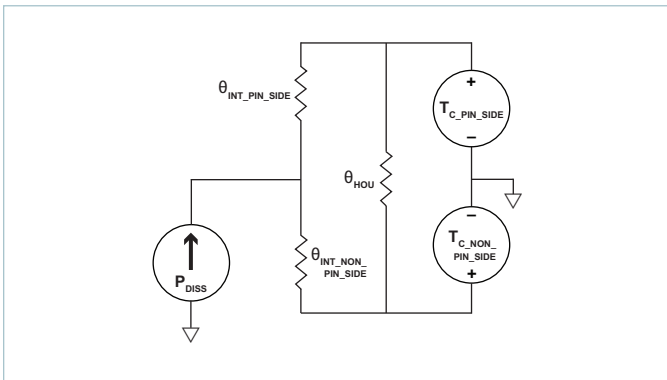 θINT_PIN_SIDE
+
TC_PIN_SIDE
–
θHOU
–
TC_NON_
PIN_SIDE
+
θINT_NON_
PIN_SIDE
PDISS